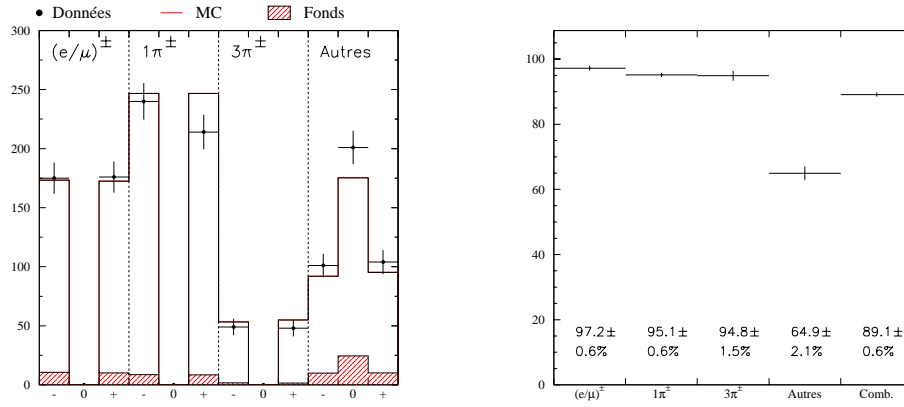 Données MC Fonds
300
250
200
150
100
50
0
(e/μ)± 1π± 3π± Autres
- 0 + - 0 + - 0 + - 0 +
100
80
60
40
20
0
97.2± 95.1± 94.8± 64.9± 89.1±
0.6% 0.6% 1.5% 2.1% 0.6%
(e/μ)± 1π± 3π± Autres Comb.